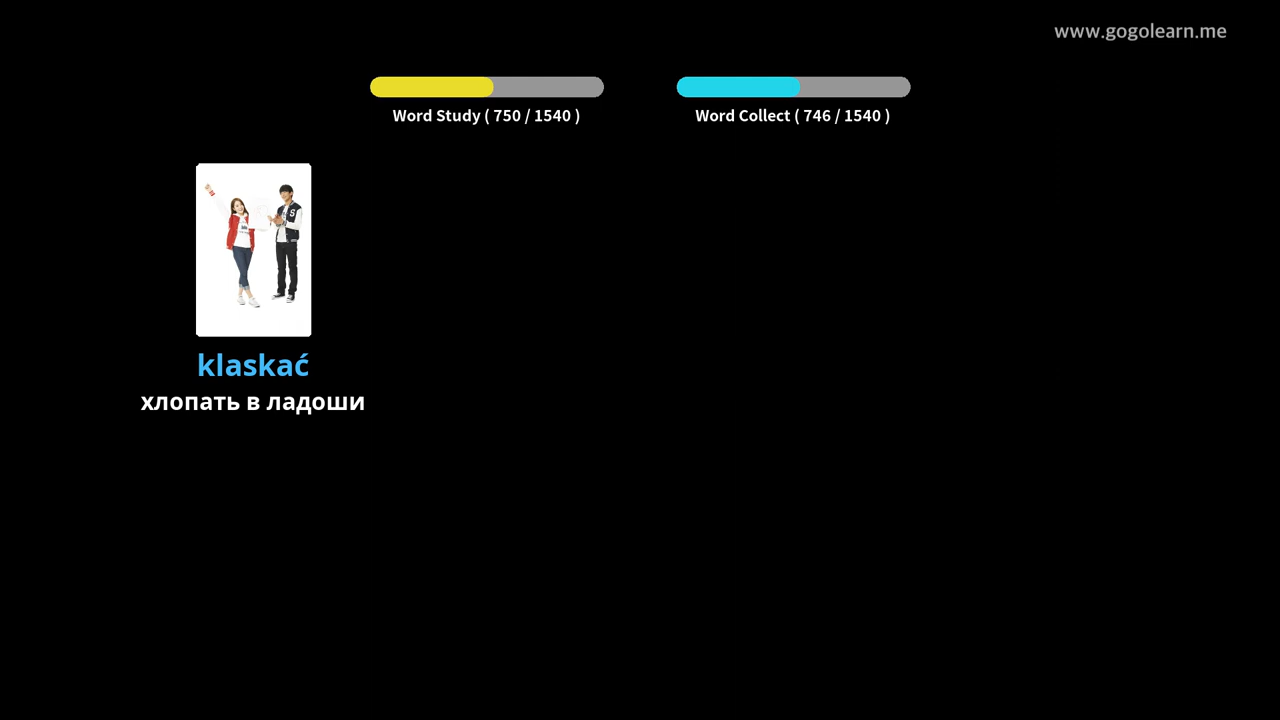 www.gogolearn.me
Word Study ( 750 / 1540 )
Word Collect ( 746 / 1540 )
S
klaskać
хлопать в ладоши